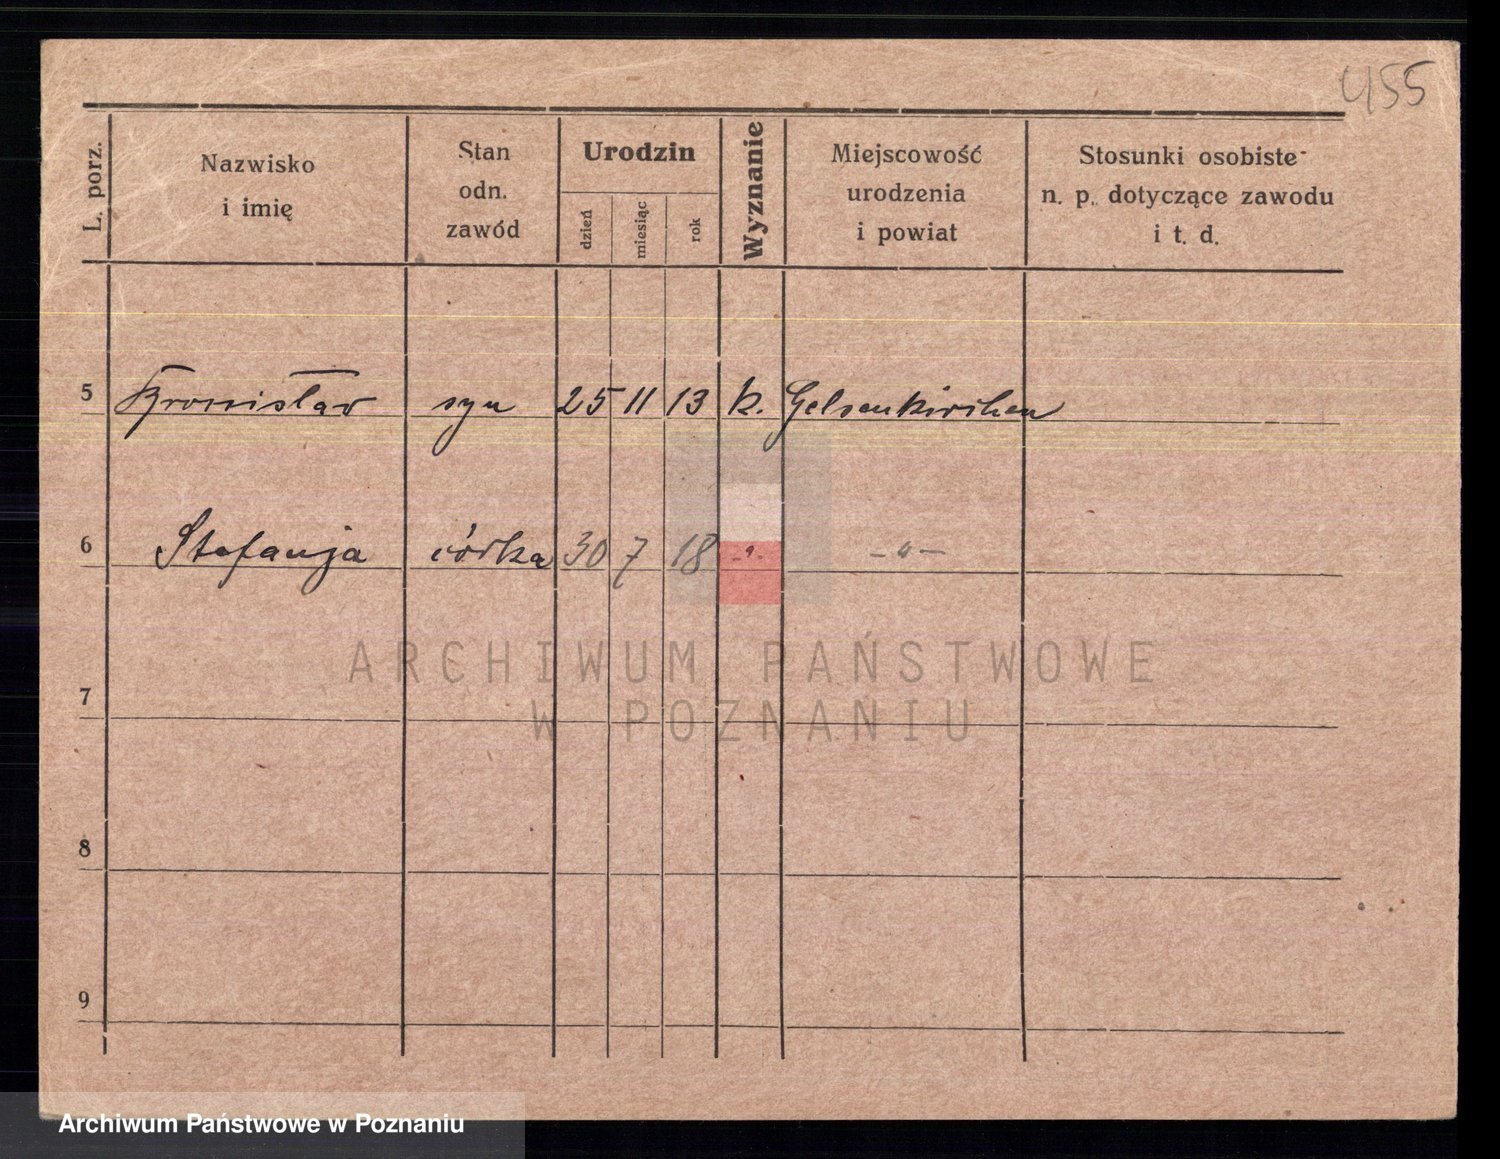 455
L. porz.
Nazwisko
i imię
Stan
odn.
zawód
Urodzin
dzień
miesiąc
rok
Wyznanie
Miejscowość
urodzenia
i powiat
Stosunki osobiste
n. p. dotyczące zawodu
i t. d.
5 Bronisław syn 25 11 13 k. Gelsenkirchen
6 Stefanja córka 30 7 18 -"- -"-
ARCHIWUM PAŃSTWOWE
W POZNANIU
7
8
9
Archiwum Państwowe w Poznaniu